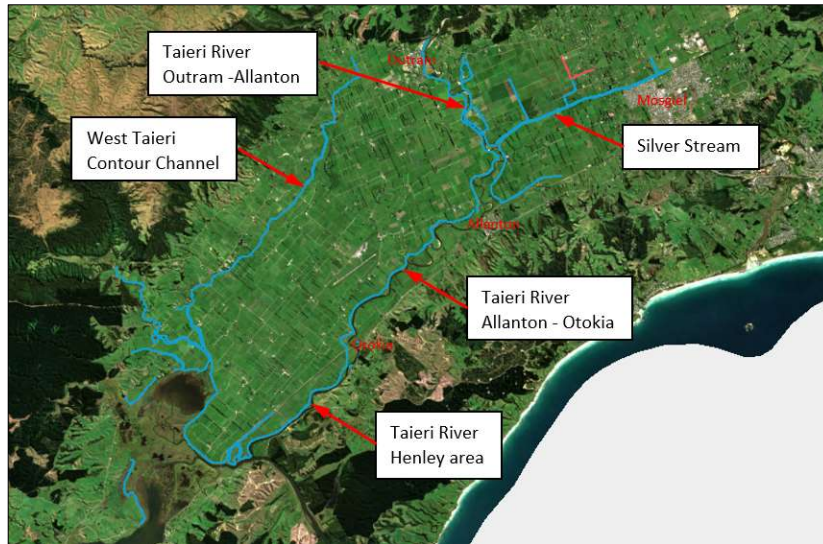 Taieri River
Outram -Allanton
Outram
West Taieri
Contour Channel
Mosgiel
Silver Stream
Allanton
Taieri River
Allanton - Otokia
Otokia
Taieri River
Henley area